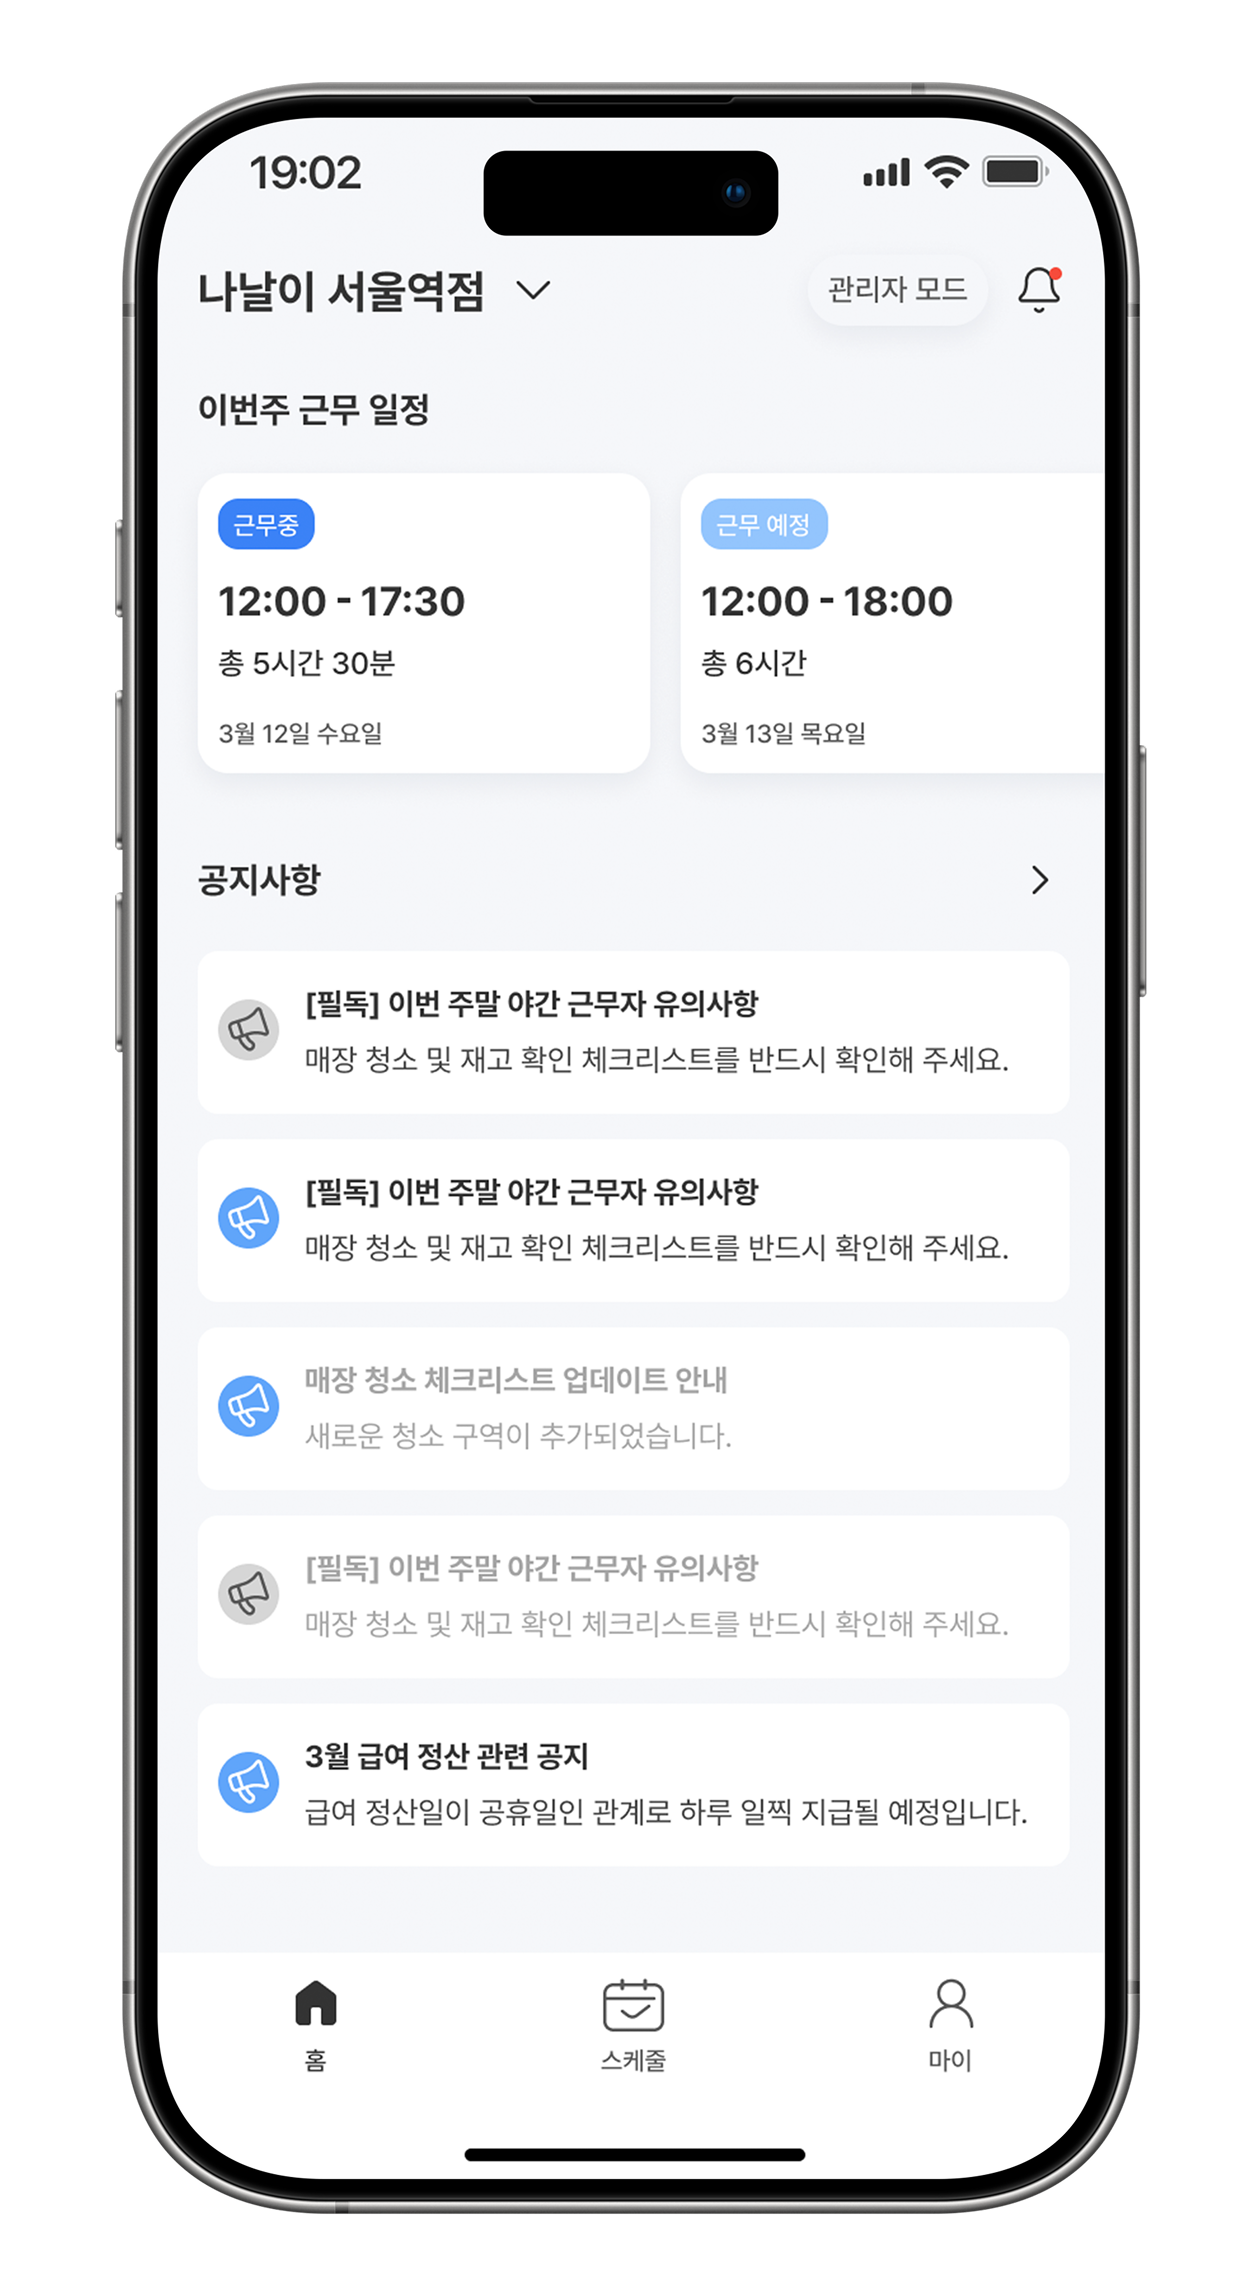 19:02
나날이 서울역점
관리자 모드
이번주 근무 일정
근무중
12:00 - 17:30
총 5시간 30분
3월 12일 수요일
근무 예정
12:00 - 18:00
총 6시간
3월 13일 목요일
공지사항
[필독] 이번 주말 야간 근무자 유의사항
매장 청소 및 재고 확인 체크리스트를 반드시 확인해 주세요.
[필독] 이번 주말 야간 근무자 유의사항
매장 청소 및 재고 확인 체크리스트를 반드시 확인해 주세요.
매장 청소 체크리스트 업데이트 안내
새로운 청소 구역이 추가되었습니다.
[필독] 이번 주말 야간 근무자 유의사항
매장 청소 및 재고 확인 체크리스트를 반드시 확인해 주세요.
3월 급여 정산 관련 공지
급여 정산일이 공휴일인 관계로 하루 일찍 지급될 예정입니다.
홈
스케줄
마이